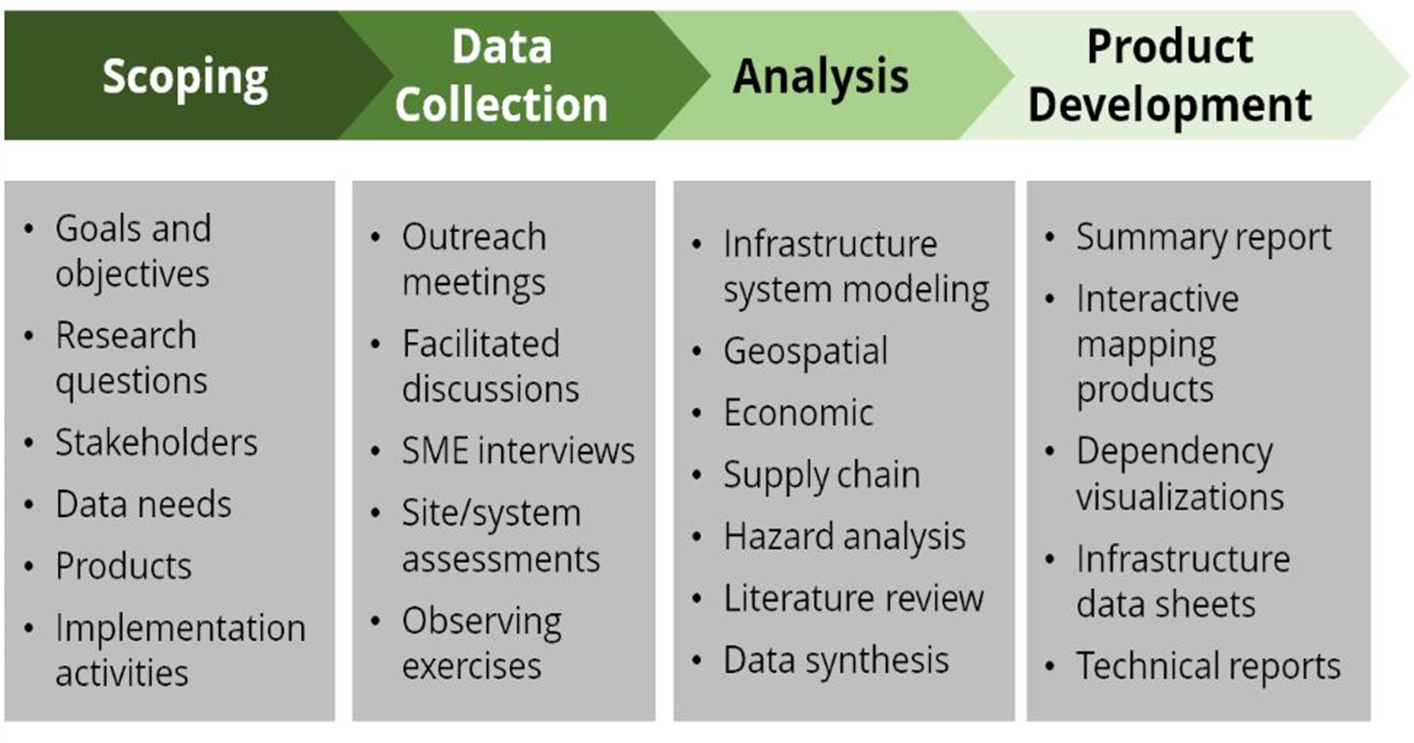 Scoping
Data
Collection
Analysis
Product
Development
• Goals and
objectives
• Research
questions
• Stakeholders
• Data needs
• Products
• Implementation
activities
• Outreach
meetings
• Facilitated
discussions
• SME interviews
• Site/system
assessments
• Observing
exercises
• Infrastructure
system modeling
• Geospatial
• Economic
• Supply chain
• Hazard analysis
• Literature review
• Data synthesis
• Summary report
• Interactive
mapping
products
• Dependency
visualizations
• Infrastructure
data sheets
• Technical reports